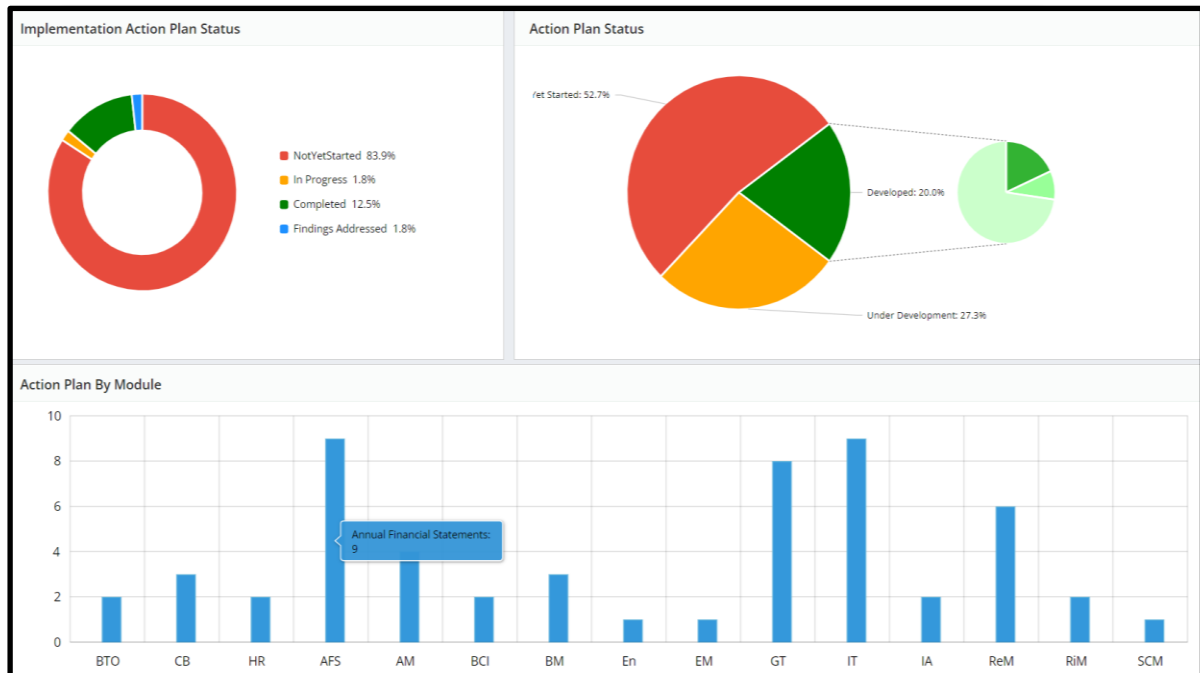 Implementation Action Plan Status
NotYetStarted 83.9%
In Progress 1.8%
Completed 12.5%
Findings Addressed 1.8%
Action Plan Status
Yet Started: 52.7%
Developed: 20.0%
Under Development: 27.3%
Action Plan By Module
10
8
6
4
2
0
Annual Financial Statements:
9
BTO CB HR AFS AM BCI BM En EM GT IT IA ReM RiM SCM